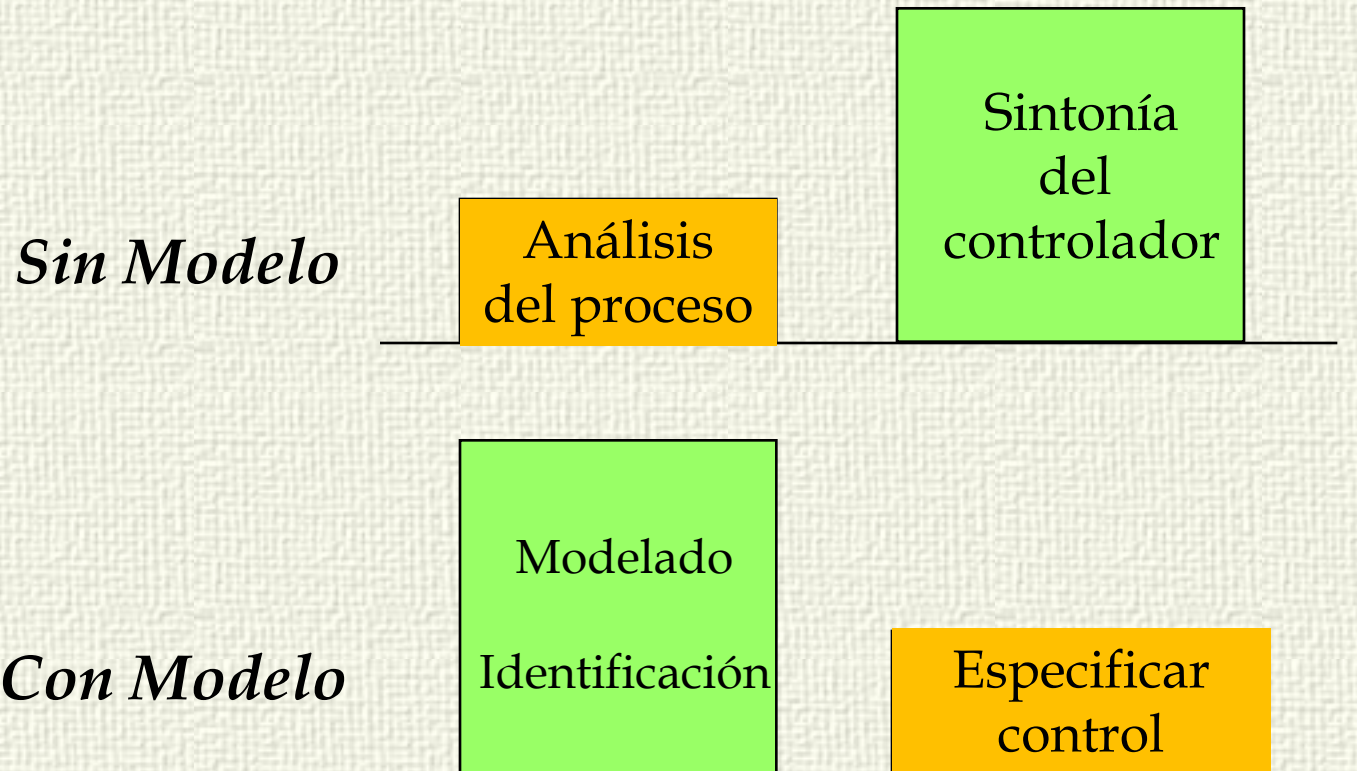 Sin Modelo
Análisis
del proceso
Sintonía
del
controlador
Con Modelo
Modelado
Identificación
Especificar
control